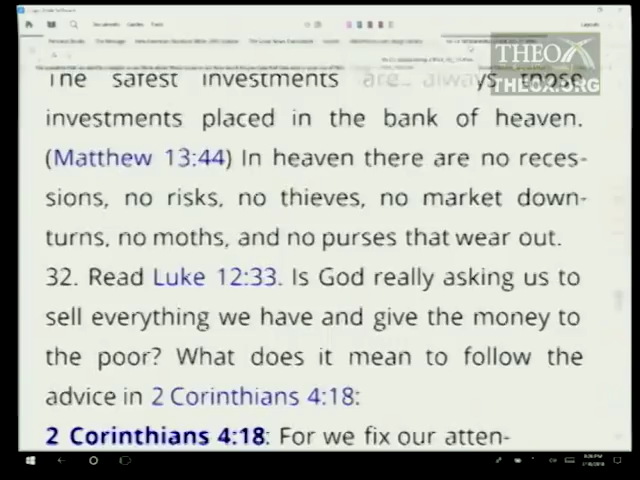 THEOX
THEOX.ORG
The safest investments are always those
investments placed in the bank of heaven.
(Matthew 13:44) In heaven there are no reces-
sions, no risks, no thieves, no market down-
turns, no moths, and no purses that wear out.
32. Read Luke 12:33. Is God really asking us to
sell everything we have and give the money to
the poor? What does it mean to follow the
advice in 2 Corinthians 4:18:
2 Corinthians 4:18: For we fix our atten-